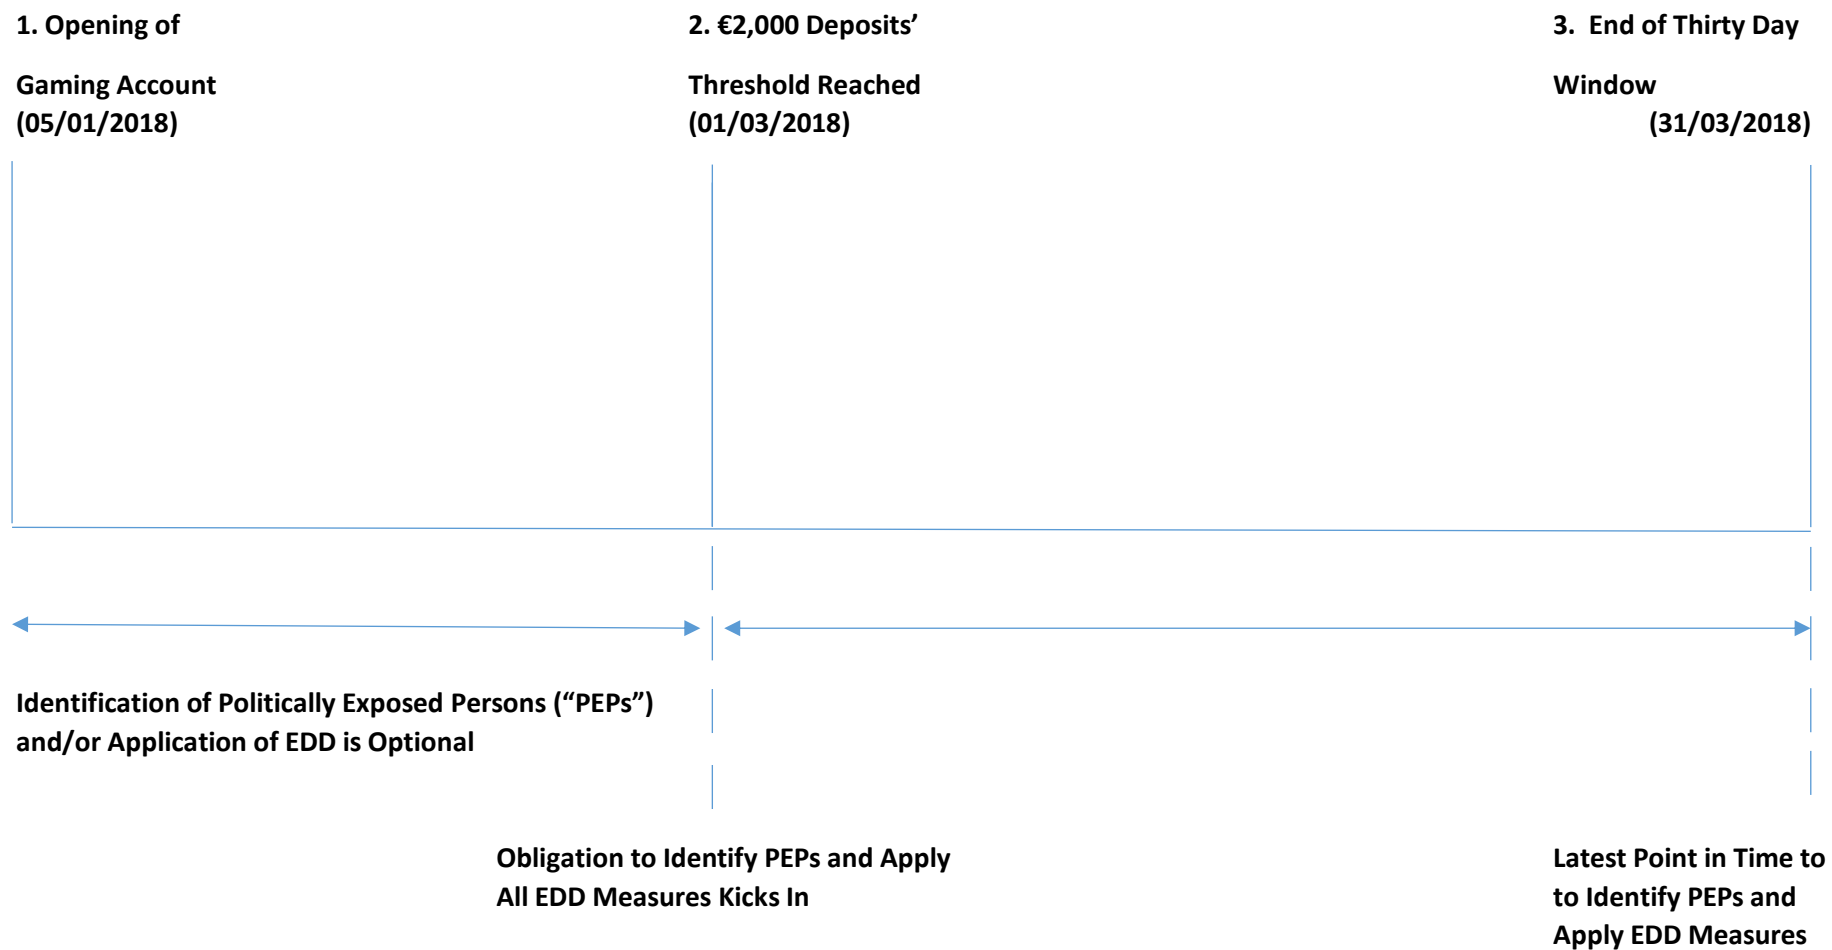 1. Opening of
Gaming Account
(05/01/2018)
2. €2,000 Deposits’
Threshold Reached
(01/03/2018)
3. End of Thirty Day
Window
(31/03/2018)
Identification of Politically Exposed Persons (“PEPs”)
and/or Application of EDD is Optional
Obligation to Identify PEPs and Apply
All EDD Measures Kicks In
Latest Point in Time to
to Identify PEPs and
Apply EDD Measures